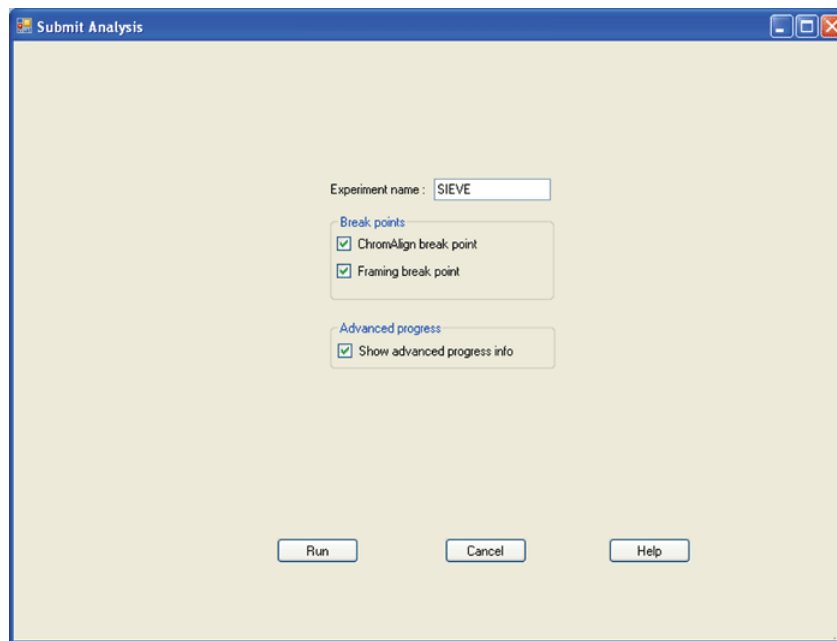 Submit Analysis
Experiment name : SIEVE
Break points
ChromAlign break point
Framing break point
Advanced progress
Show advanced progress info
Run Cancel Help